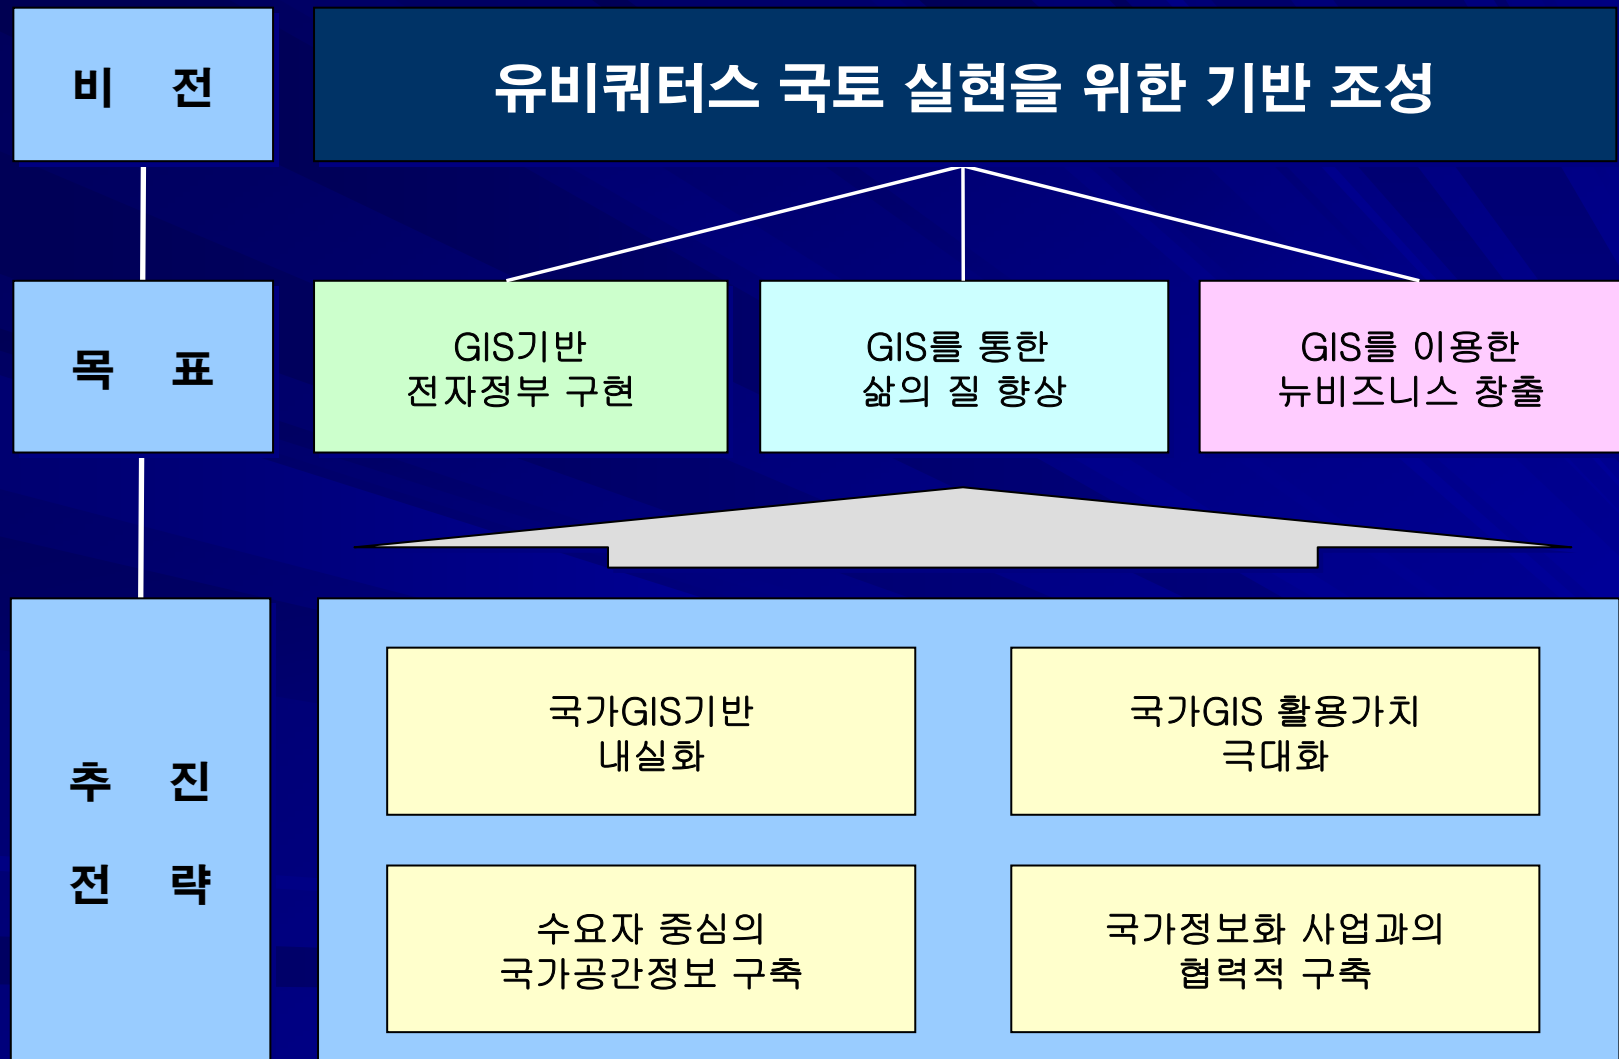 비 전
유비쿼터스 국토 실현을 위한 기반 조성
목 표
GIS기반
전자정부 구현
GIS를 통한
삶의 질 향상
GIS를 이용한
뉴비즈니스 창출
추 진
전 략
국가GIS기반
내실화
국가GIS 활용가치
극대화
수요자 중심의
국가공간정보 구축
국가정보화 사업과의
협력적 구축